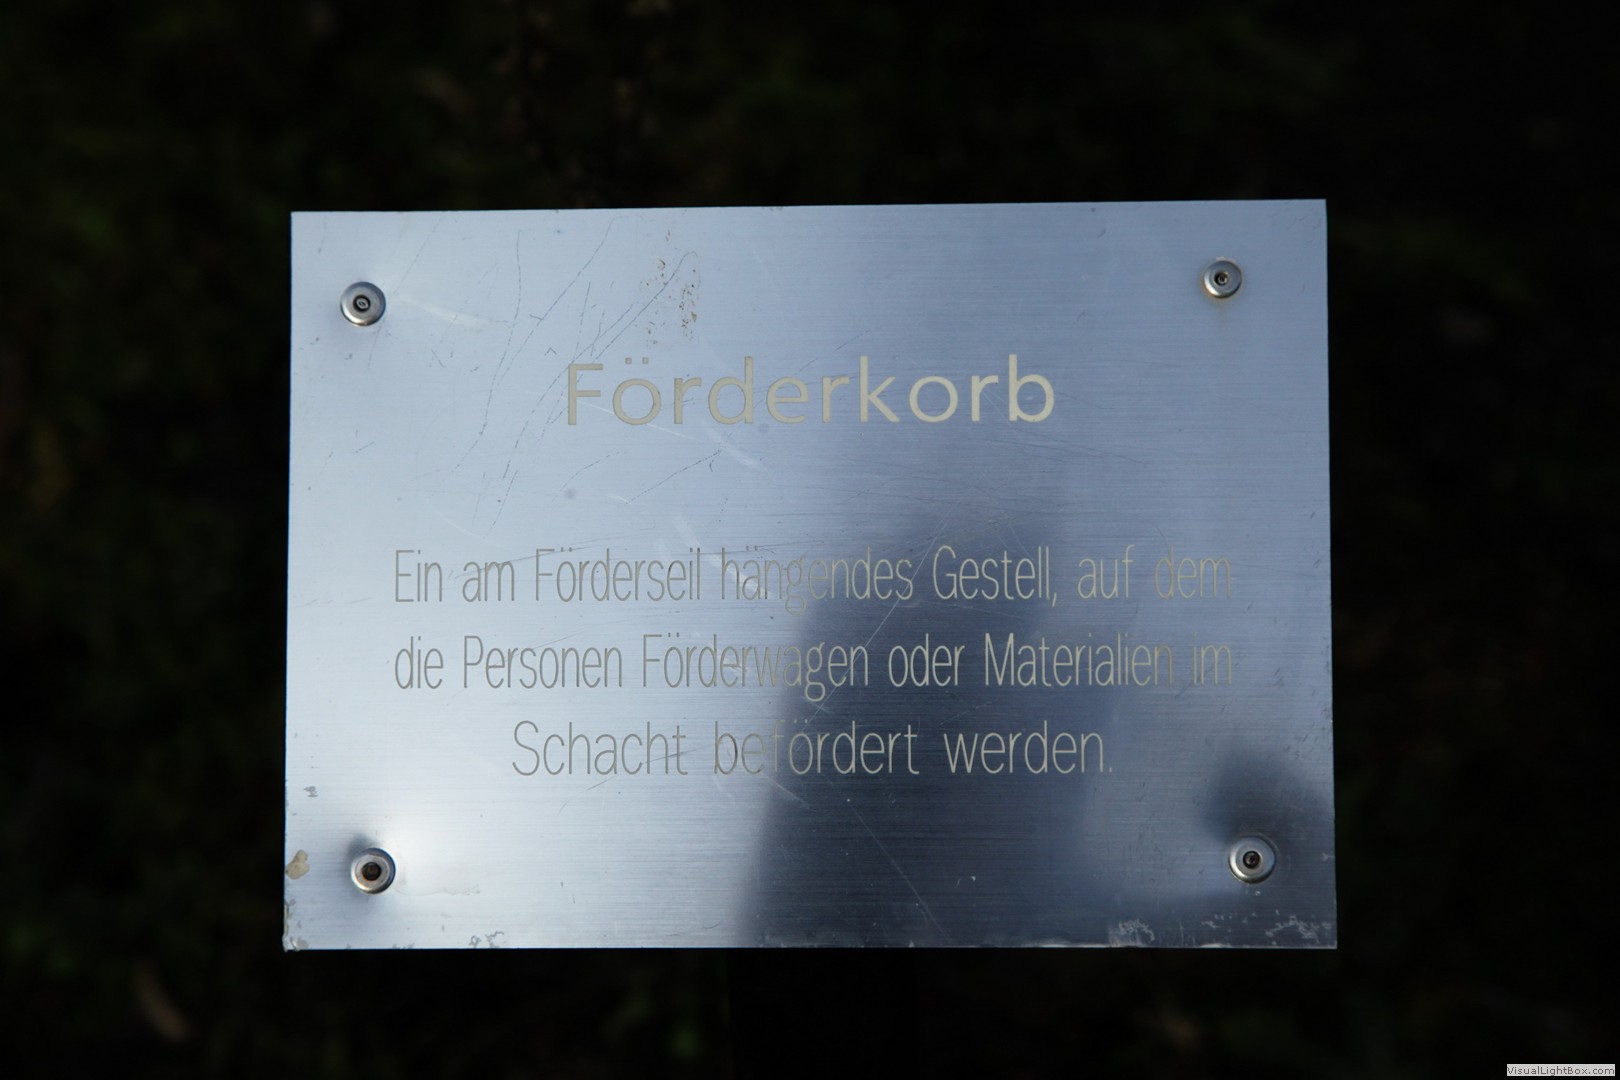 Förderkorb
Ein am Förderseil hängendes Gestell, auf dem
die Personen Förderwagen oder Materialien im
Schacht befördert werden.
VisualLightBox.com